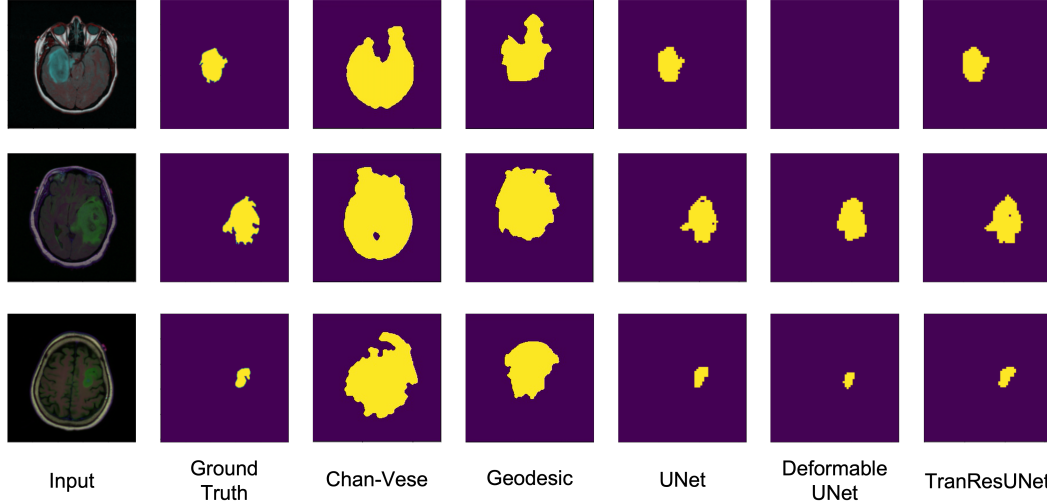 Input
Ground
Truth
Chan-Vese
Geodesic
UNet
Deformable
UNet
TranResUNet